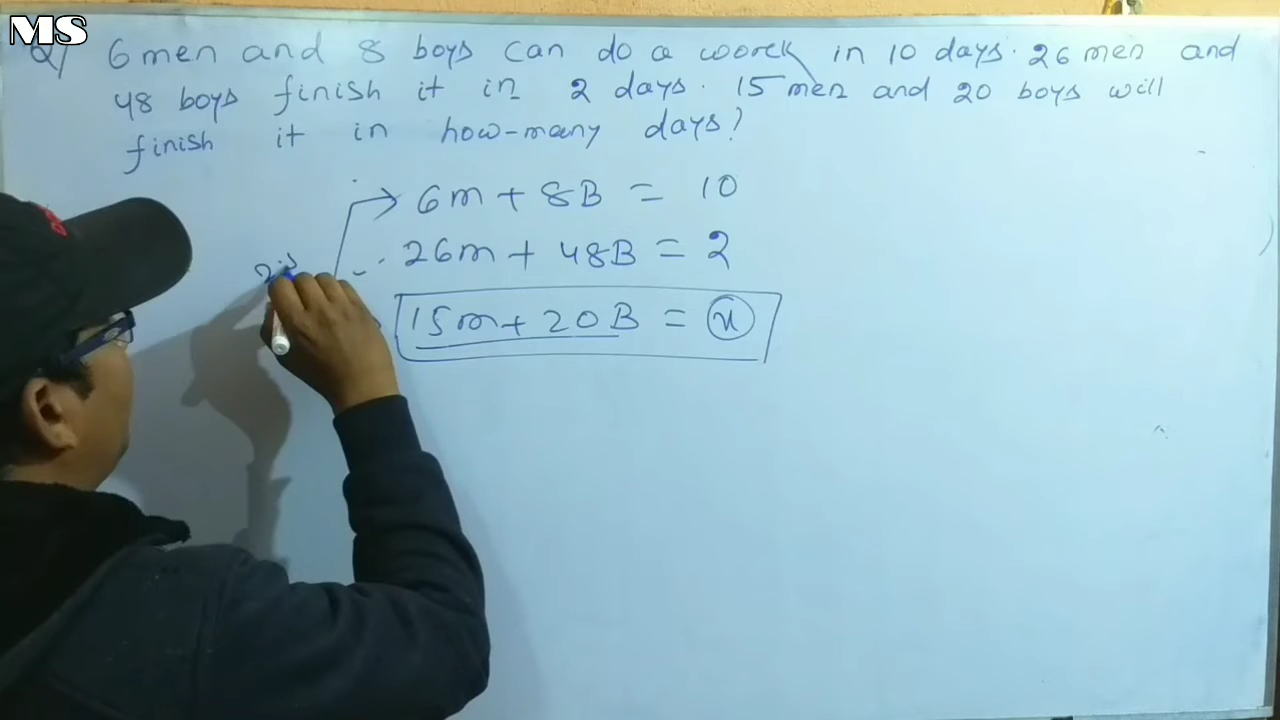 MS
Q) 6 men and 8 boys can do a woork in 10 days. 26 men and
48 boys finish it in 2 days. 15 men and 20 boys will
finish it in how-many days?
6m + 8B = 10
26m + 48B = 2
15m + 20B = x